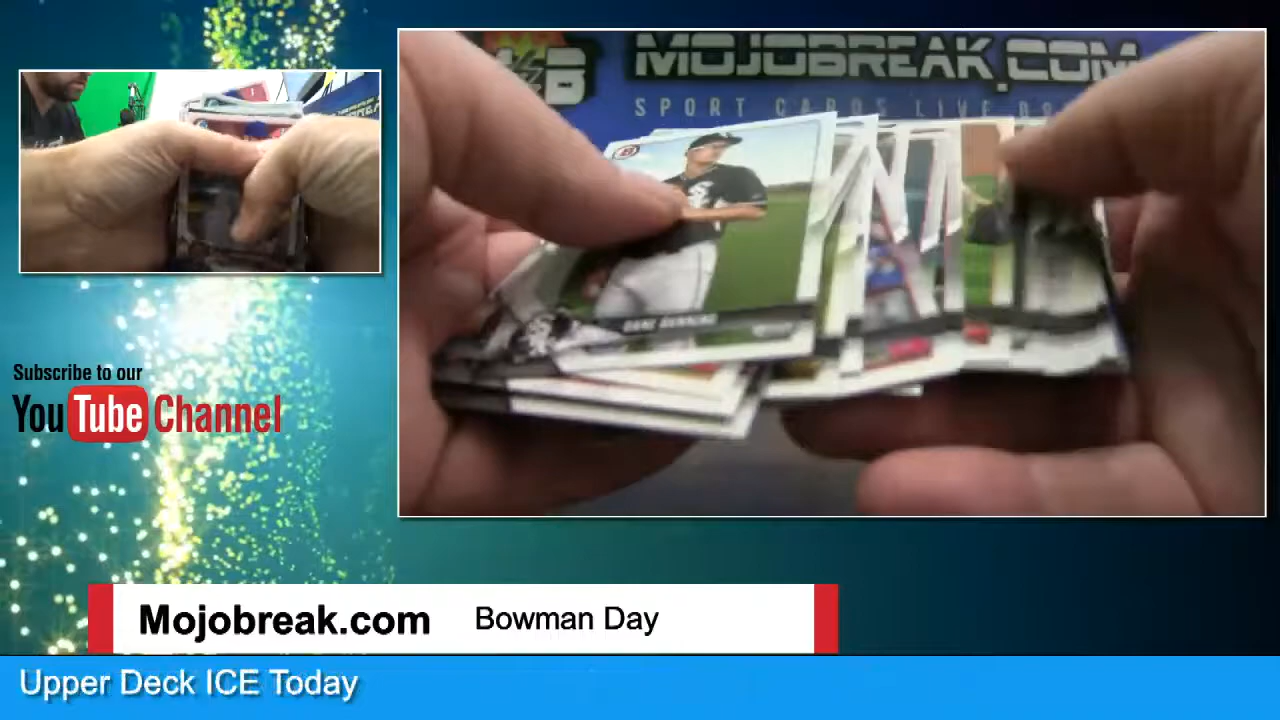 MOJOBREAK.COM
SPORT CARDS LIVE
Subscribe to our
YouTube Channel
Mojobreak.com Bowman Day
Upper Deck ICE Today